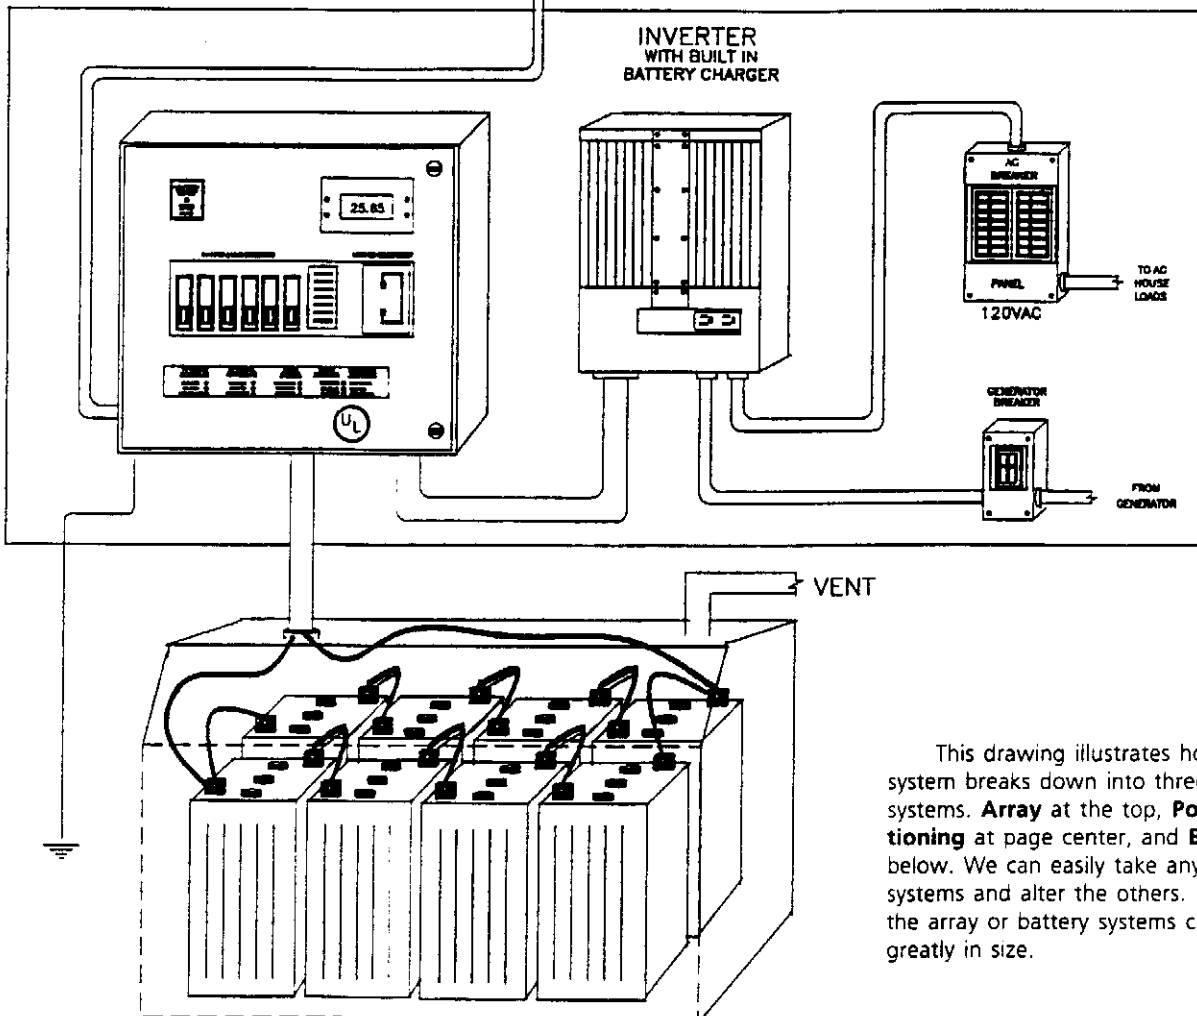 INVERTER
WITH BUILT IN
BATTERY CHARGER
25.85
UL
AC
BREAKER
PANEL
120VAC
TO AC
HOUSE
LOADS
GENERATOR
BREAKER
FROM
GENERATOR
VENT
This drawing illustrates ho
system breaks down into three
systems. Array at the top, Po
tioning at page center, and B
below. We can easily take any
systems and alter the others.
the array or battery systems c
greatly in size.